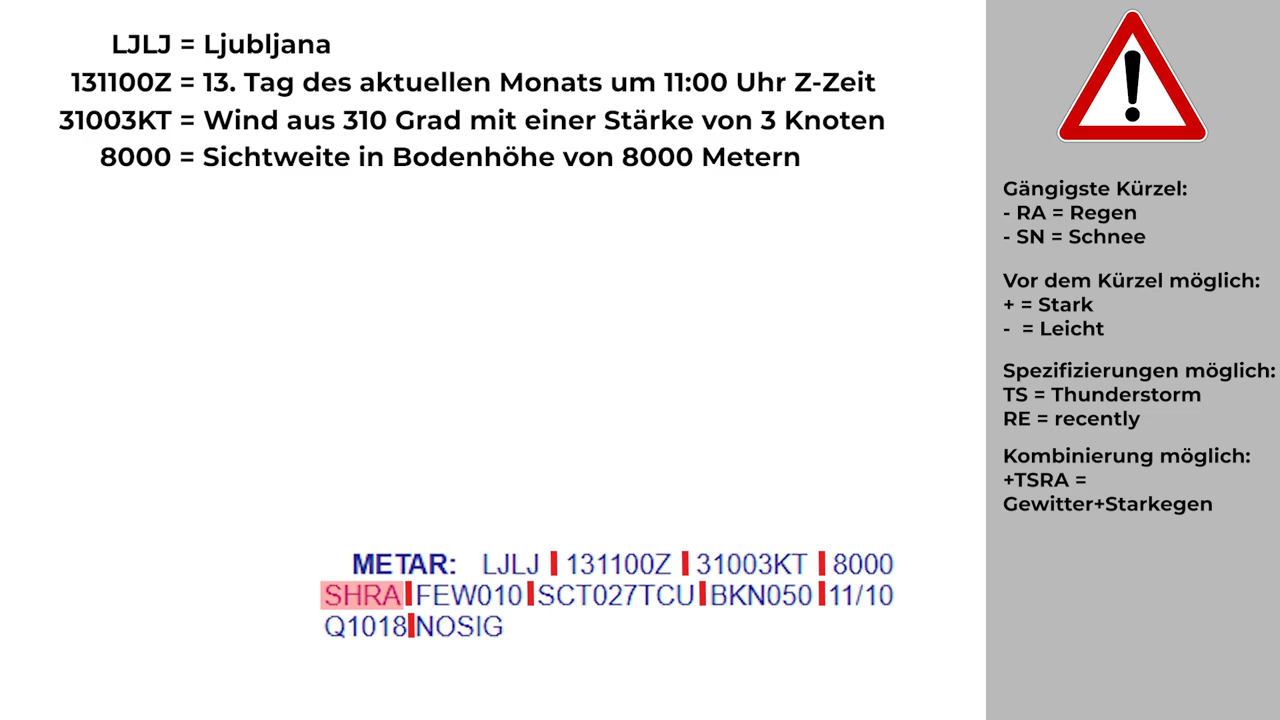 LJLJ = Ljubljana
131100Z = 13. Tag des aktuellen Monats um 11:00 Uhr Z-Zeit
31003KT = Wind aus 310 Grad mit einer Stärke von 3 Knoten
8000 = Sichtweite in Bodenhöhe von 8000 Metern
METAR: LJLJ 131100Z 31003KT 8000
SHRA FEW010 SCT027TCU BKN050 11/10
Q1018 NOSIG
Gängigste Kürzel:
- RA = Regen
- SN = Schnee
Vor dem Kürzel möglich:
+ = Stark
- = Leicht
Spezifizierungen möglich:
TS = Thunderstorm
RE = recently
Kombinierung möglich:
+TSRA =
Gewitter+Starkegen